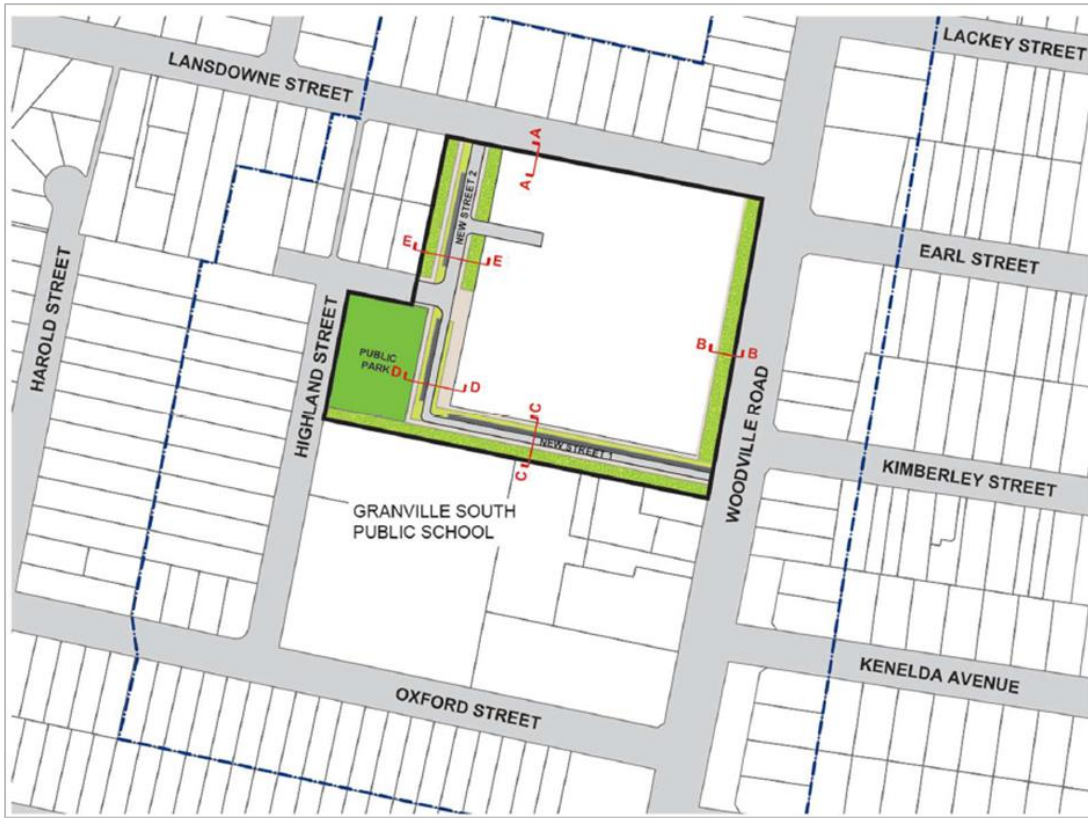 LACKEY STREET
LANSDOWNE STREET
A
A
NEW STREET 2
E
E
EARL STREET
HAROLD STREET
HIGHLAND STREET
PUBLIC
PARK
D
D
B
B
WOODVILLE ROAD
C
NEW STREET 1
C
KIMBERLEY STREET
GRANVILLE SOUTH
PUBLIC SCHOOL
KENELDA AVENUE
OXFORD STREET